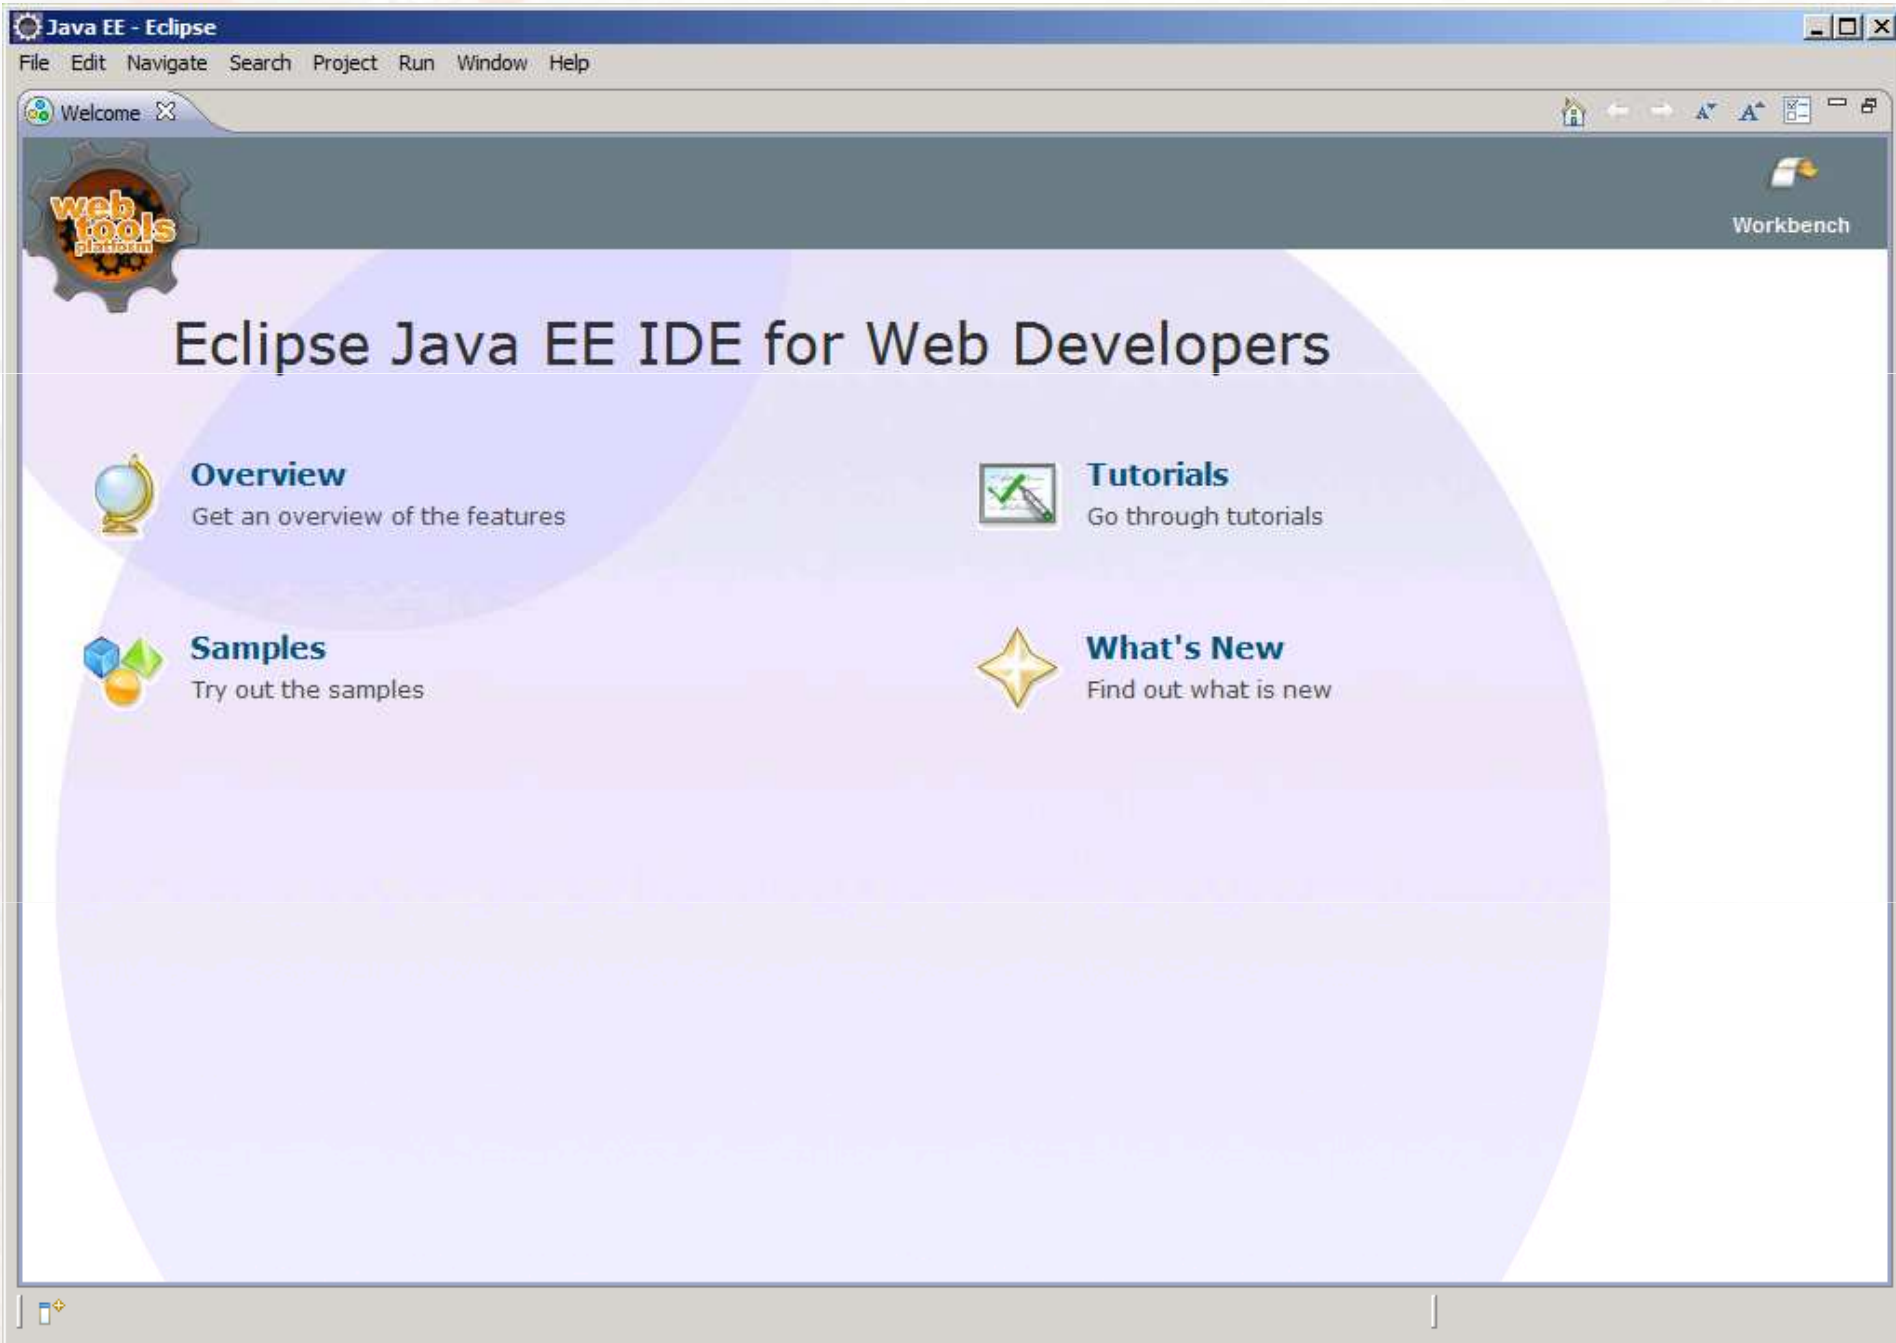 Java EE - Eclipse
File Edit Navigate Search Project Run Window Help
Welcome
web
tools
platform
Workbench
Eclipse Java EE IDE for Web Developers
Overview
Get an overview of the features
Tutorials
Go through tutorials
Samples
Try out the samples
What's New
Find out what is new